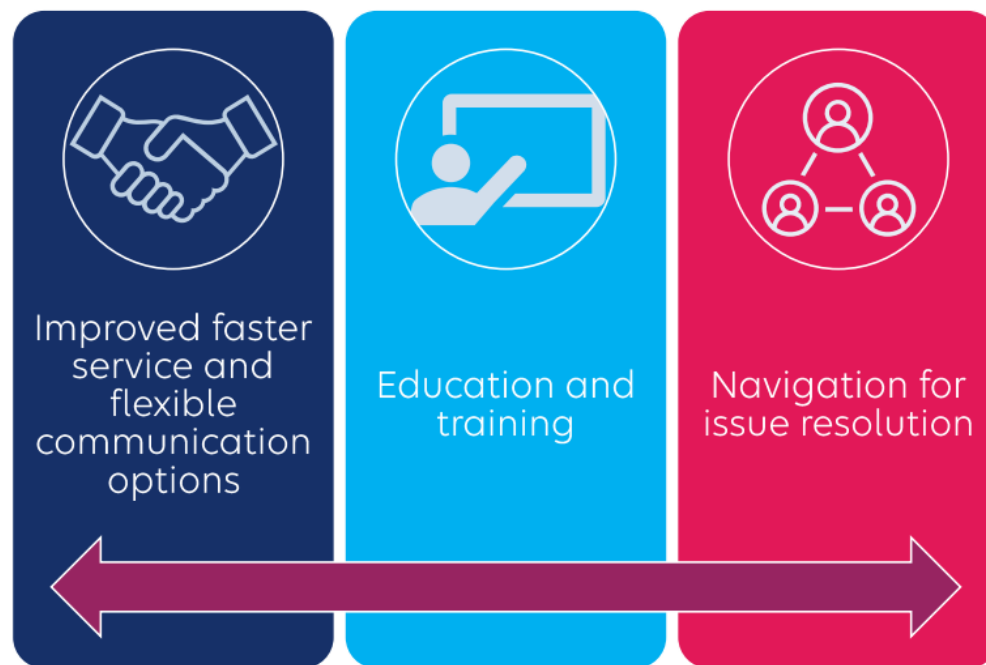 Improved faster
service and
flexible
communication
options
Education and
training
Navigation for
issue resolution